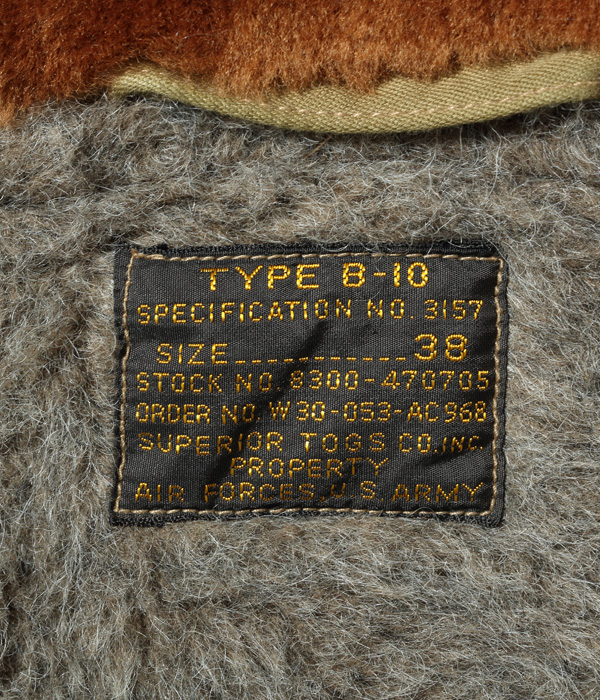 TYPE B-10
SPECIFICATION NO. 3157
SIZE............38
STOCK NO. 8300-470705
ORDER NO. W 30-053-AC968
SUPERIOR TOGS CO. INC.
PROPERTY
AIR FORCES, U.S. ARMY